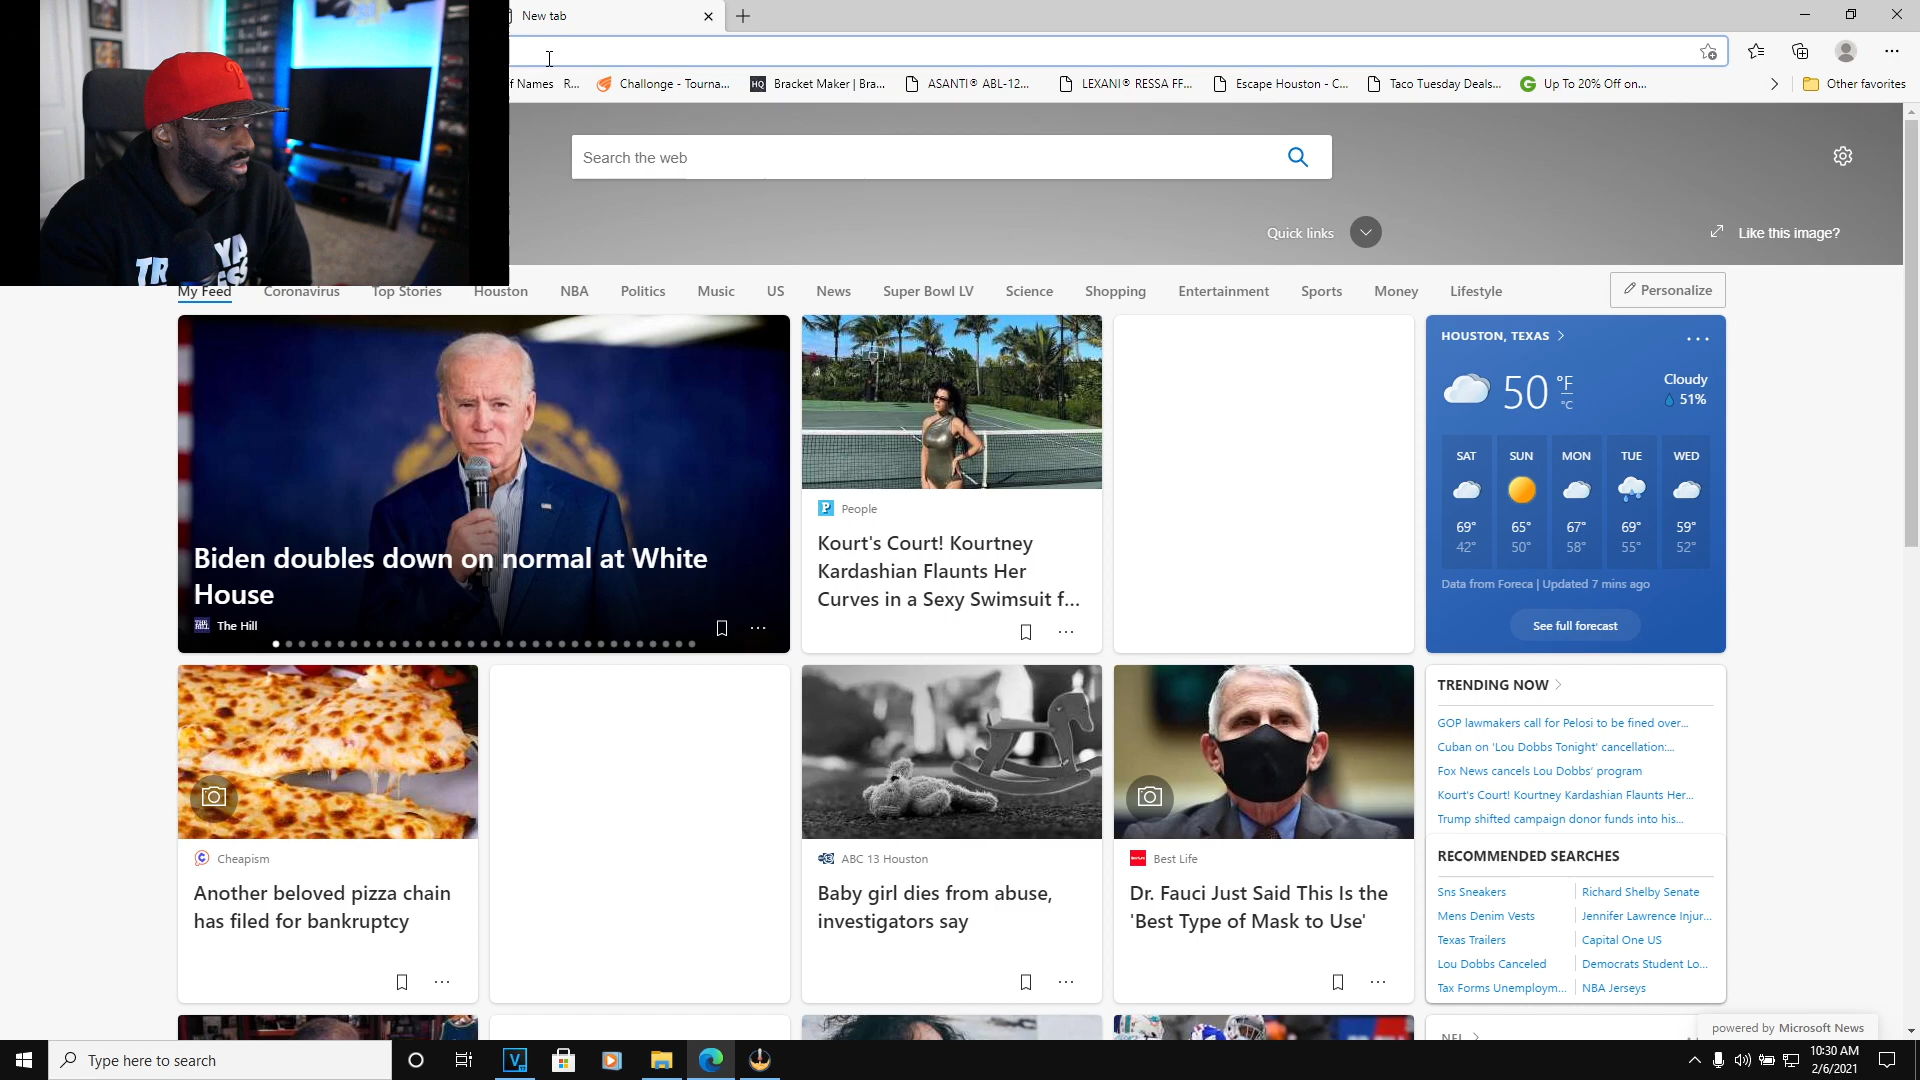 New tab
f Names R...
Challonge - Tourna...
HQ
Bracket Maker | Bra...
ASANTI® ABL-12...
LEXANI® RESSA FF...
Escape Houston - C...
Taco Tuesday Deals...
Up To 20% Off on...
Other favorites
Search the web
Quick links
Like this image?
My Feed
Coronavirus
Top Stories
Houston
NBA
Politics
Music
US
News
Super Bowl LV
Science
Shopping
Entertainment
Sports
Money
Lifestyle
Personalize
Biden doubles down on normal at White
House
The Hill
People
Kourt's Court! Kourtney
Kardashian Flaunts Her
Curves in a Sexy Swimsuit f...
HOUSTON, TEXAS
50 °F
°C
Cloudy
51%
SAT SUN MON TUE WED
69° 65° 67° 69° 59°
42° 50° 58° 55° 52°
Data from Foreca | Updated 7 mins ago
See full forecast
Cheapism
Another beloved pizza chain
has filed for bankruptcy
ABC 13 Houston
Baby girl dies from abuse,
investigators say
Best Life
Dr. Fauci Just Said This Is the
'Best Type of Mask to Use'
TRENDING NOW
GOP lawmakers call for Pelosi to be fined over...
Cuban on 'Lou Dobbs Tonight' cancellation:...
Fox News cancels Lou Dobbs' program
Kourt's Court! Kourtney Kardashian Flaunts Her...
Trump shifted campaign donor funds into his...
RECOMMENDED SEARCHES
Sns Sneakers
Richard Shelby Senate
Mens Denim Vests
Jennifer Lawrence Injur...
Texas Trailers
Capital One US
Lou Dobbs Canceled
Democrats Student Lo...
Tax Forms Unemploym...
NBA Jerseys
powered by Microsoft News
Type here to search
10:30 AM
2/6/2021